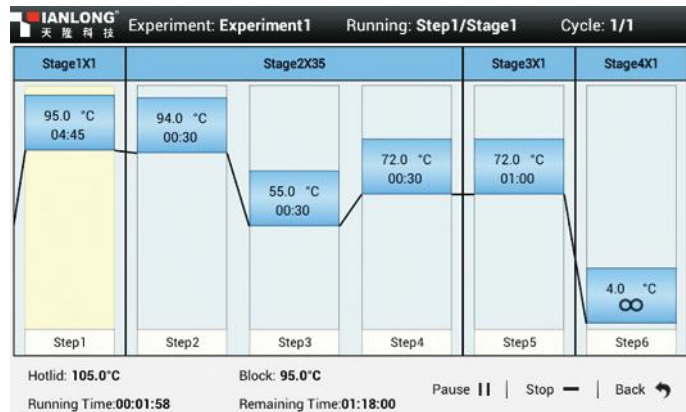 TIANLONG® Experiment: Experiment1 Running: Step1/Stage1 Cycle: 1/1
天隆科技
Stage1X1 Stage2X35 Stage3X1 Stage4X1
95.0 °C
04:45
94.0 °C
00:30
55.0 °C
00:30
72.0 °C
00:30
72.0 °C
01:00
4.0 °C
∞
Step1 Step2 Step3 Step4 Step5 Step6
Hotlid: 105.0°C Block: 95.0°C
Pause Stop Back
Running Time:00:01:58 Remaining Time:01:18:00